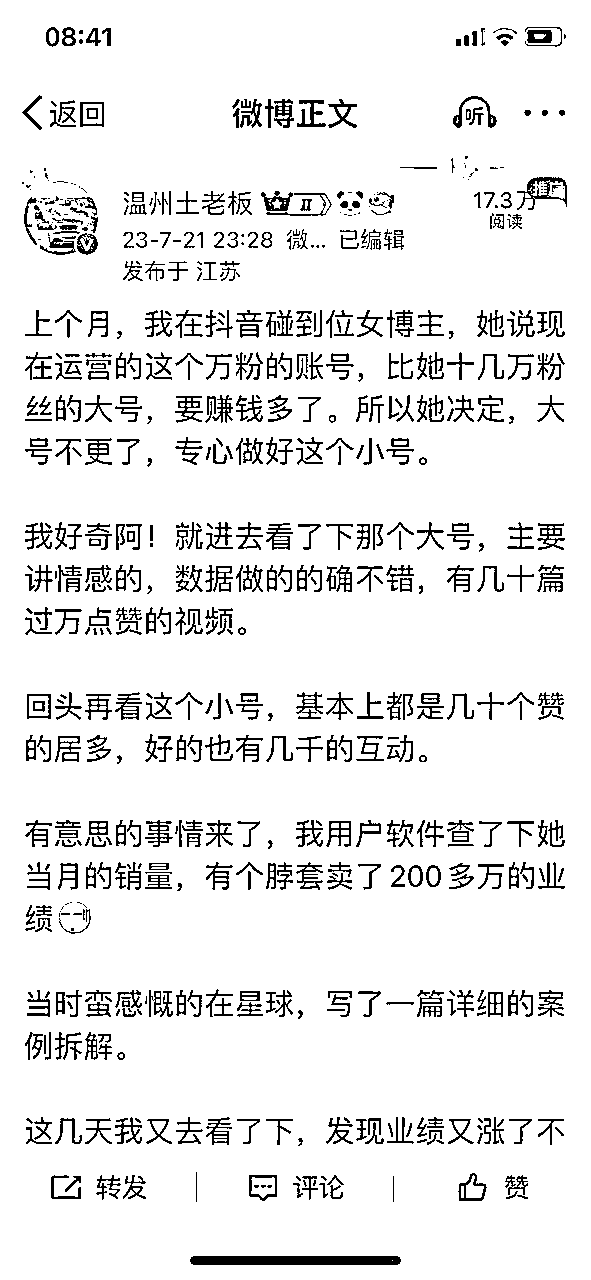 08:41
返回
微博正文
听
温州土老板
II
17.3万
推广
阅读
23-7-21 23:28 微... 已编辑
发布于 江苏
上个月，我在抖音碰到位女博主，她说现
在运营的这个万粉的账号，比她十几万粉
丝的大号，要赚钱多了。所以她决定，大
号不更了，专心做好这个小号。
我好奇阿！就进去看了下那个大号，主要
讲情感的，数据做的的确不错，有几十篇
过万点赞的视频。
回头再看这个小号，基本上都是几十个赞
的居多，好的也有几千的互动。
有意思的事情来了，我用户软件查了下她
当月的销量，有个脖套卖了200多万的业
绩
当时蛮感慨的在星球，写了一篇详细的案
例拆解。
这几天我又去看了下，发现业绩又涨了不
转发
评论
赞